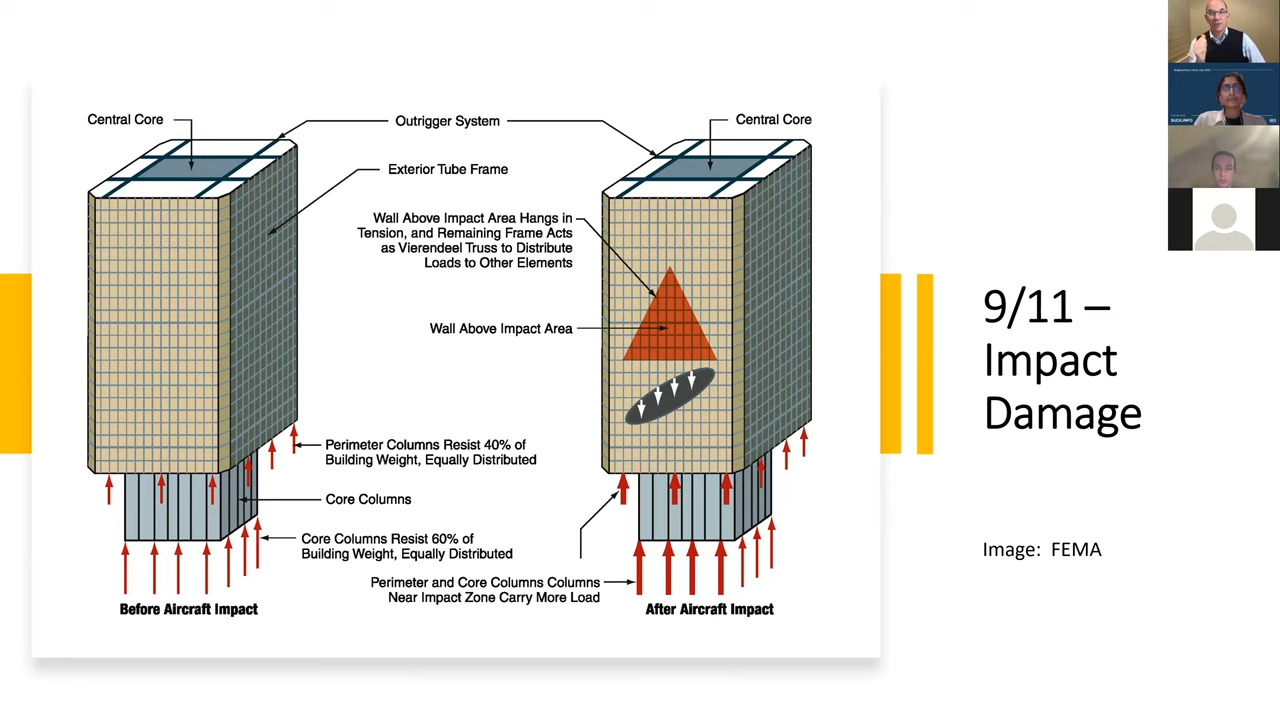 Central Core
Outrigger System
Central Core
Exterior Tube Frame
Wall Above Impact Area Hangs in
Tension, and Remaining Frame Acts
as Vierendeel Truss to Distribute
Loads to Other Elements
Wall Above Impact Area
Perimeter Columns Resist 40% of
Building Weight, Equally Distributed
Core Columns
Core Columns Resist 60% of
Building Weight, Equally Distributed
Perimeter and Core Columns Columns
Near Impact Zone Carry More Load
Before Aircraft Impact
After Aircraft Impact
9/11 –
Impact
Damage
Image: FEMA